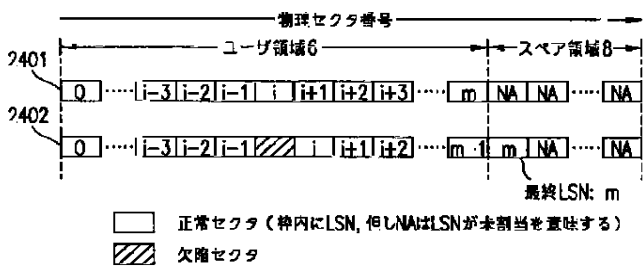 物理セクタ番号
ユーザ領域6 スペア領域8
2401
0 ‥‥ i-3 i-2 i-1 i i+1 i+2 i+3 ‥‥ m NA NA ‥‥ NA
2402
0 ‥‥ i-3 i-2 i-1 i i+1 i+2 ‥‥ m-1 m NA ‥‥ NA
最終LSN: m
正常セクタ(枠内にLSN, 但しNAはLSNが未割当を意味する)
欠陥セクタ